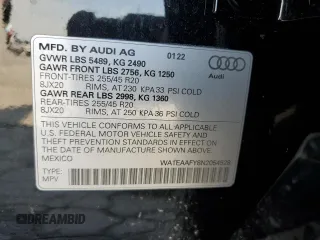 MFD. BY AUDI AG 01.22
GVWR LBS 5489, KG 2490
GAWR FRONT LBS 2756, KG 1250
FRONT-TIRES 255/45 R20
8JX20 RIMS, AT 230 KPA 33 PSI COLD
GAWR REAR LBS 2998, KG 1360
REAR-TIRES 255/45 R20
8JX20 RIMS, AT 250 KPA 36 PSI COLD
THIS VEHICLE CONFORMS TO ALL APPLICABLE
U.S. FEDERAL MOTOR VEHICLE SAFETY
AND THEFT PREVENTION STANDARDS IN
EFFECT ON THE DATE OF MANUFACTURE
SHOWN ABOVE
MEXICO
TYPE:
MPV
Audi